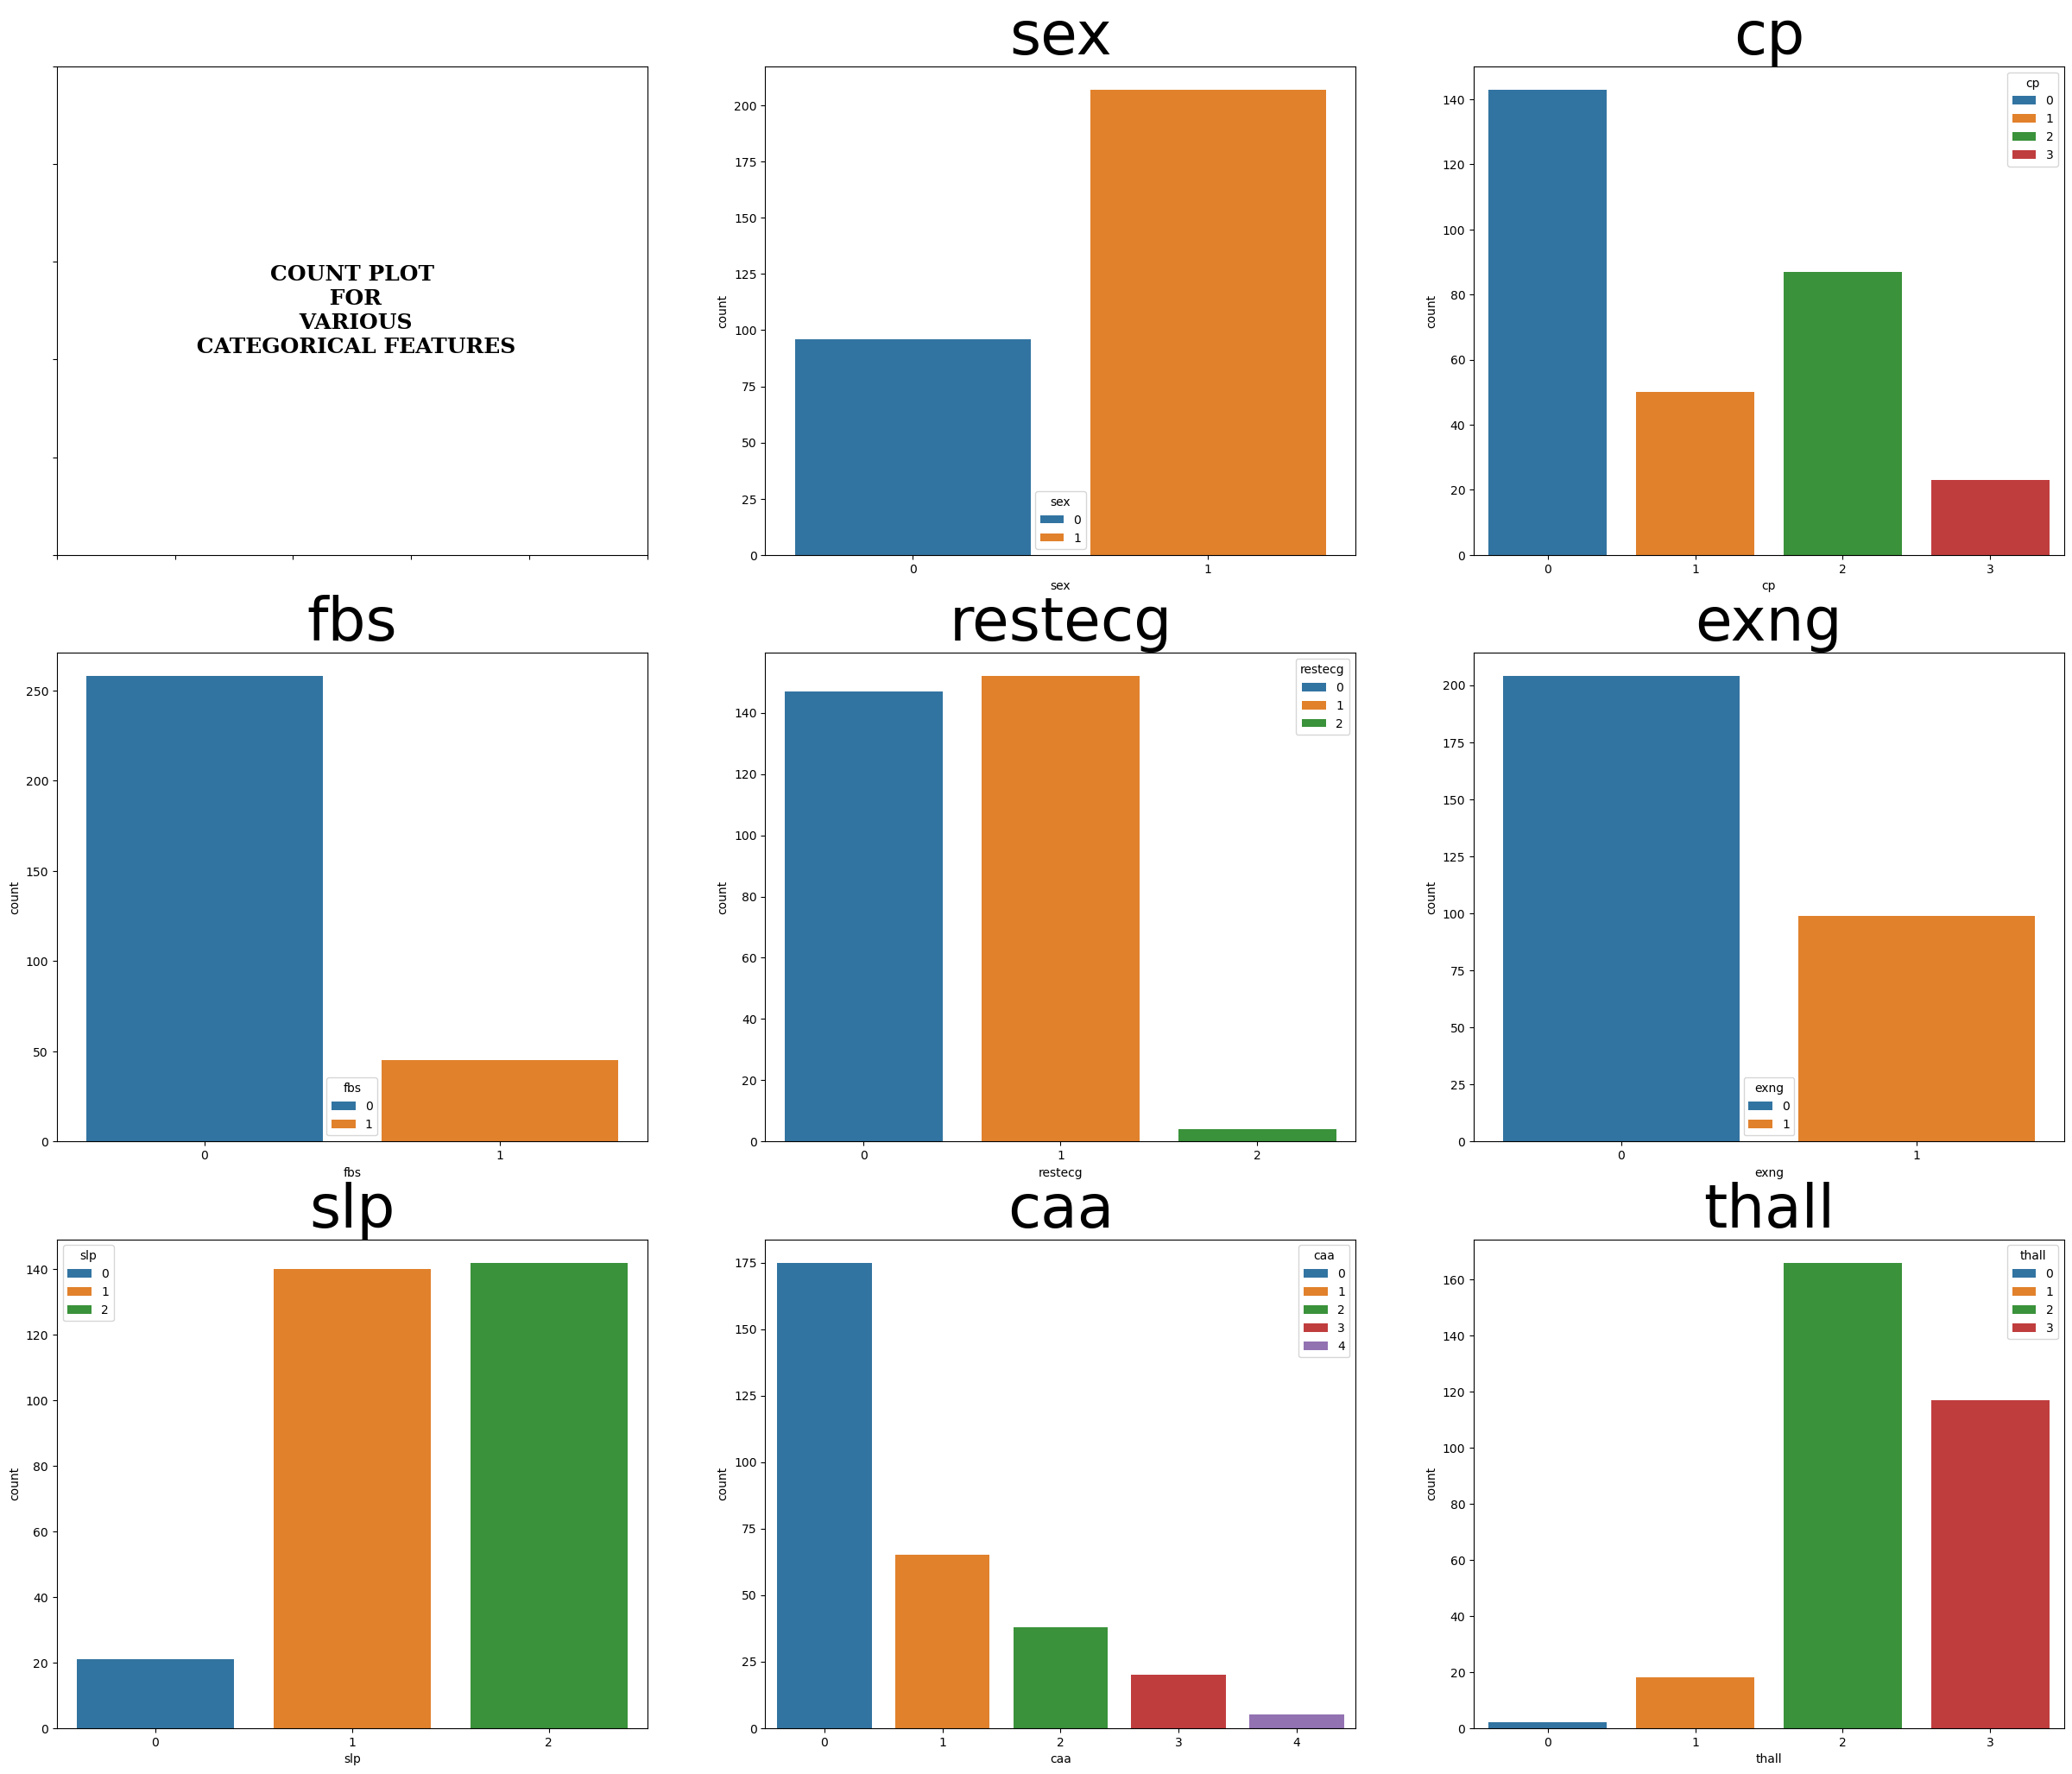 COUNT PLOT
FOR
VARIOUS
CATEGORICAL FEATURES
sex
200
175
150
125
100
75
50
25
0
count
sex
0
1
0 1
sex
cp
140
120
100
80
60
40
20
0
count
cp
0
1
2
3
0 1 2 3
cp
fbs
250
200
150
100
50
0
count
fbs
0
1
0 1
fbs
restecg
140
120
100
80
60
40
20
0
count
restecg
0
1
2
0 1 2
restecg
exng
200
175
150
125
100
75
50
25
0
count
exng
0
1
0 1
exng
slp
140
120
100
80
60
40
20
0
count
slp
0
1
2
0 1 2
slp
caa
175
150
125
100
75
50
25
0
count
caa
0
1
2
3
4
0 1 2 3 4
caa
thall
160
140
120
100
80
60
40
20
0
count
thall
0
1
2
3
0 1 2 3
thall